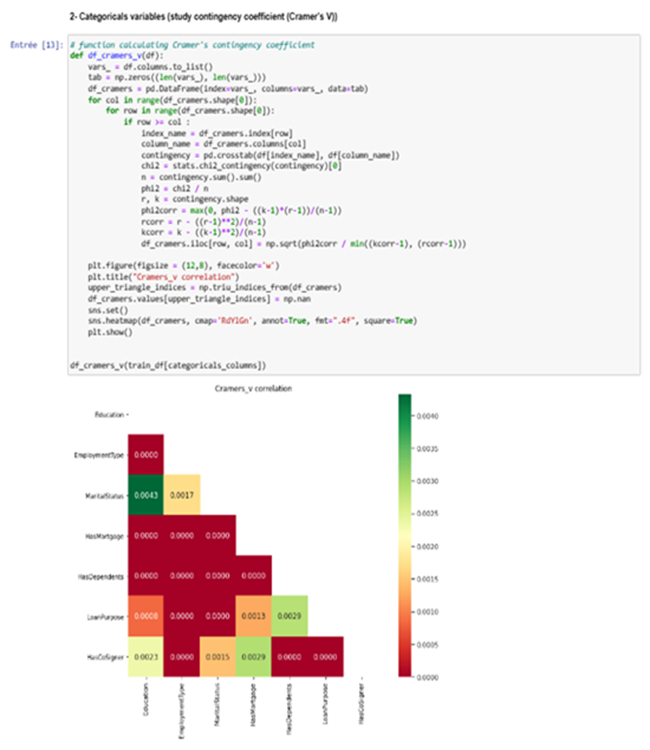 2- Categoricals variables (study contingency coefficient (Cramer's V))
Entrée [13]:
# function calculating Cramer's contingency coefficient
def df_cramers_v(df):
    vars_ = df.columns.to_list()
    tab = np.zeros((len(vars_), len(vars_)))
    df_cramers = pd.DataFrame(index=vars_, columns=vars_, data=tab)
    for col in range(df_cramers.shape[0]):
        for row in range(df_cramers.shape[0]):
            if row >= col :
                index_name = df_cramers.index[row]
                column_name = df_cramers.columns[col]
                contingency = pd.crosstab(df[index_name], df[column_name])
                chi2 = stats.chi2_contingency(contingency)[0]
                n = contingency.sum().sum()
                phi2 = chi2 / n
                r, k = contingency.shape
                phi2corr = max(0, phi2 - ((k-1)*(r-1))/(n-1))
                rcorr = r - ((r-1)**2)/(n-1)
                kcorr = k - ((k-1)**2)/(n-1)
                df_cramers.iloc[row, col] = np.sqrt(phi2corr / min((kcorr-1), (rcorr-1)))
    plt.figure(figsize = (12,8), facecolor='w')
    plt.title("Cramers_v correlation")
    upper_triangle_indices = np.triu_indices_from(df_cramers)
    df_cramers.values[upper_triangle_indices] = np.nan
    sns.set()
    sns.heatmap(df_cramers, cmap='RdYlGn', annot=True, fmt=".4f", square=True)
    plt.show()
df_cramers_v(train_df[categoricals_columns])
Cramers_v correlation
Education
EmploymentType 0.0000
MaritalStatus 0.0043 0.0017
HasMortgage 0.0000 0.0000 0.0000
HasDependents 0.0000 0.0000 0.0000 0.0000
LoanPurpose 0.0008 0.0000 0.0000 0.0013 0.0029
HasCoSigner 0.0023 0.0000 0.0015 0.0029 0.0000 0.0000
Education
EmploymentType
MaritalStatus
HasMortgage
HasDependents
LoanPurpose
HasCoSigner
0.0040
0.0035
0.0030
0.0025
0.0020
0.0015
0.0010
0.0005
0.0000